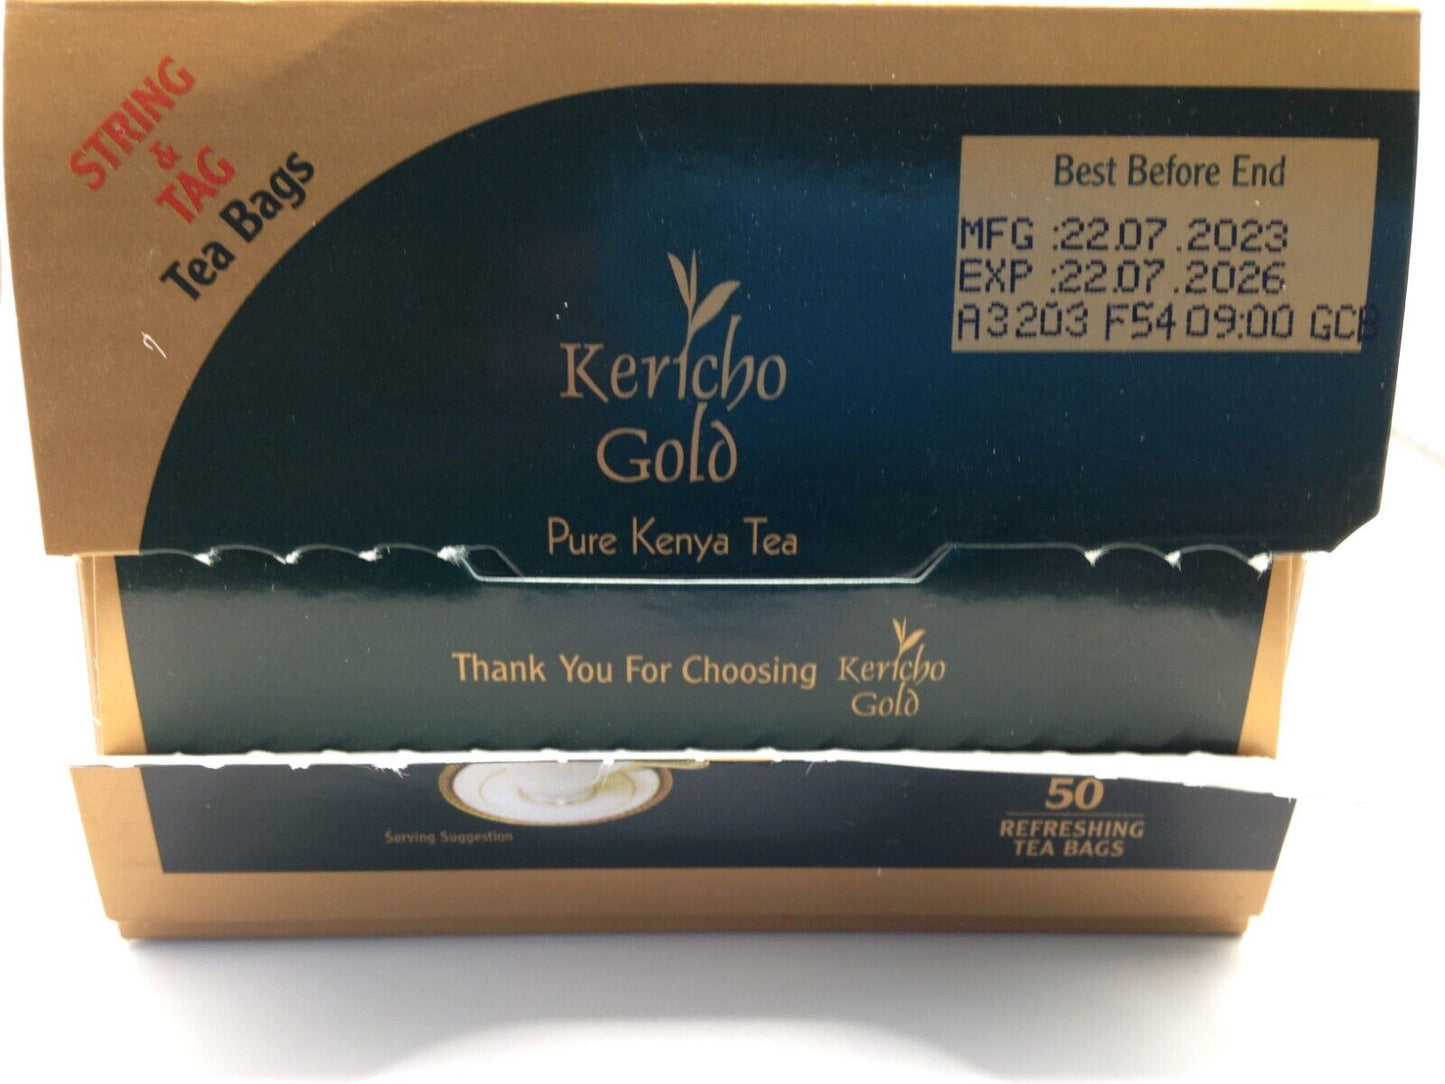 STRING
&
TAG
Tea Bags
Best Before End
MFG :22.07.2023
EXP :22.07.2026
A3203 F54 09:00 GCB
Kericho
Gold
Pure Kenya Tea
Thank You For Choosing Kericho
Gold
Serving Suggestion
50
REFRESHING
TEA BAGS